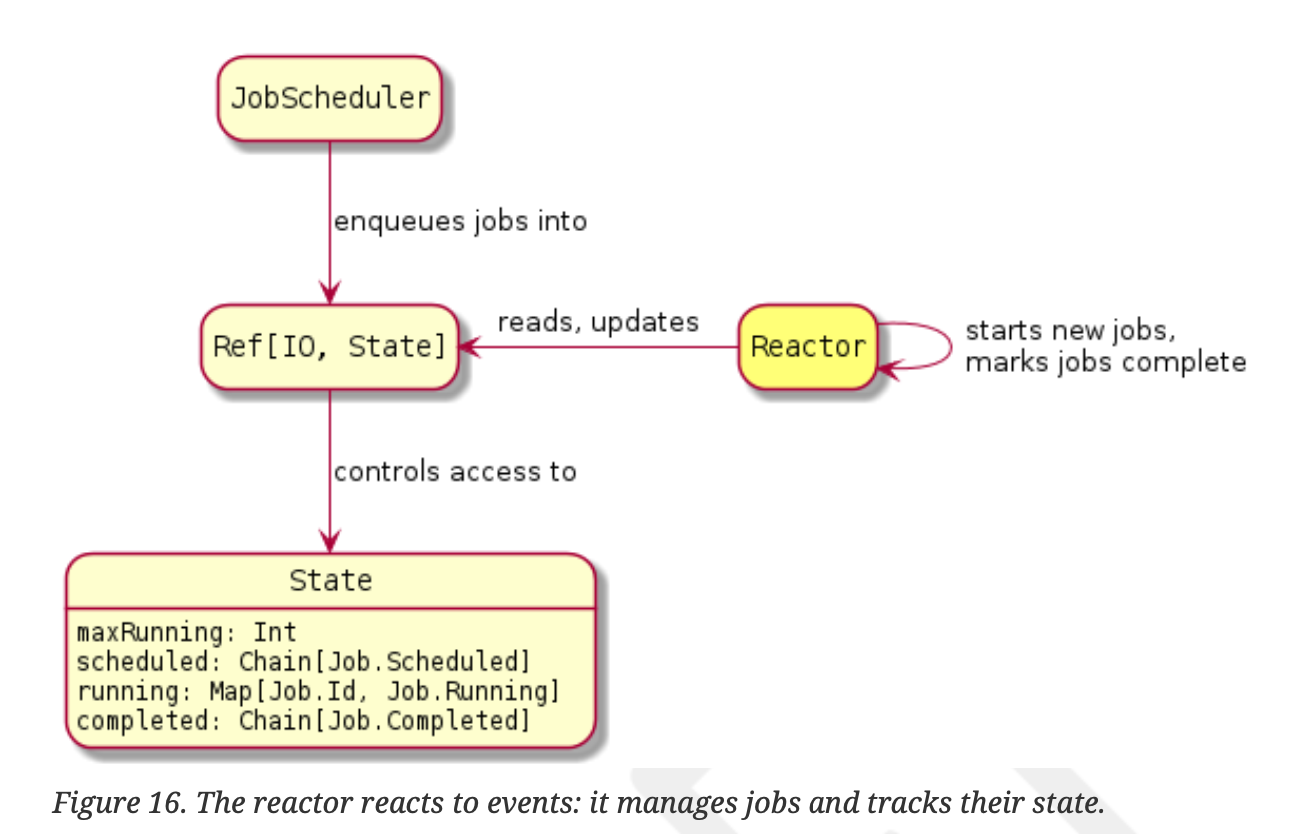 JobScheduler
enqueues jobs into
Ref[IO, State]
reads, updates
Reactor
starts new jobs,
marks jobs complete
controls access to
State
maxRunning: Int
scheduled: Chain[Job.Scheduled]
running: Map[Job.Id, Job.Running]
completed: Chain[Job.Completed]
Figure 16. The reactor reacts to events: it manages jobs and tracks their state.